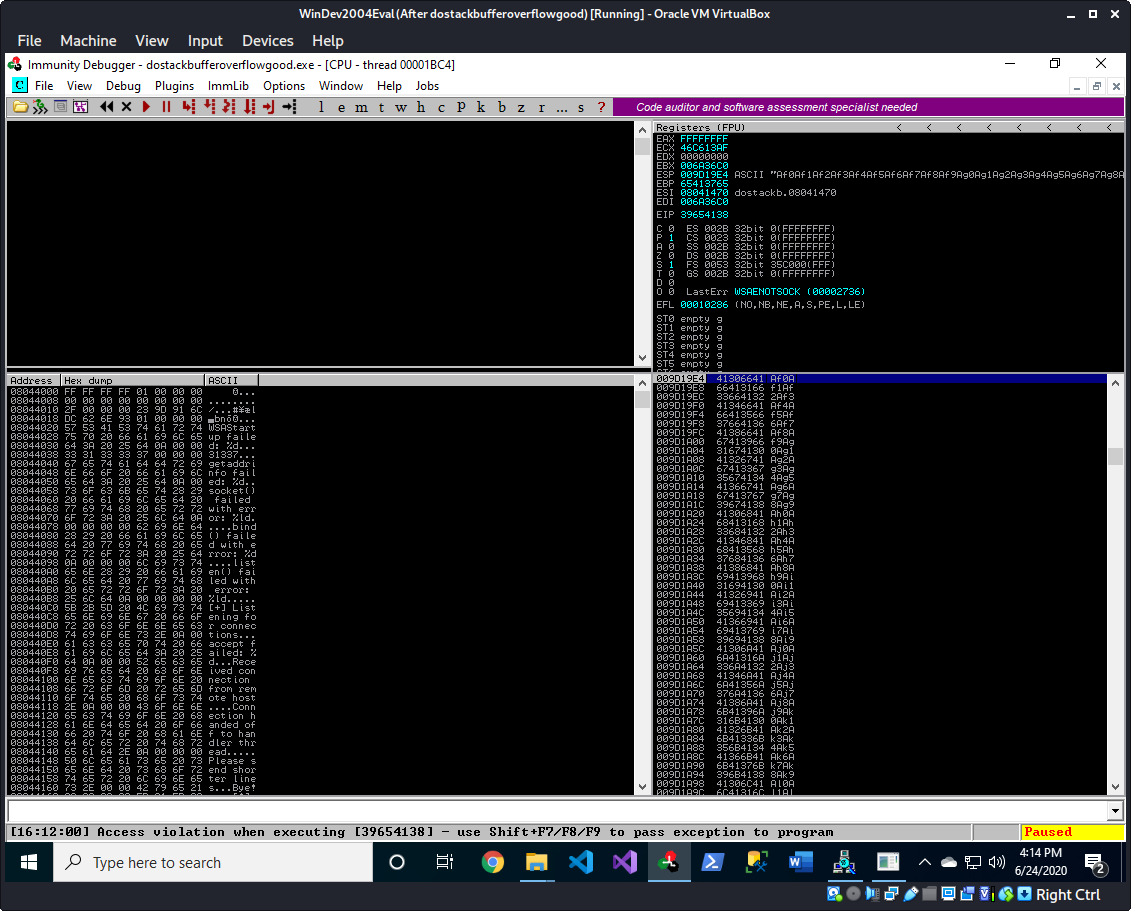 WinDev2004Eval (After dostackbufferoverflowgood) [Running] - Oracle VM VirtualBox
File Machine View Input Devices Help
Immunity Debugger - dostackbufferoverflowgood.exe - [CPU - thread 00001BC4]
C File View Debug Plugins ImmLib Options Window Help Jobs
l e m t w h c P k b z r ... s ?
Code auditor and software assessment specialist needed
Registers (FPU) < < < < < < < <
EAX FFFFFFFF
ECX 46C613AF
EDX 00000000
EBX 006A36C0
ESP 009D19E4 ASCII "Af0Af1Af2Af3Af4Af5Af6Af7Af8Af9Ag0Ag1Ag2Ag3Ag4Ag5Ag6Ag7Ag8A
EBP 65413765
ESI 08041470 dostackb.08041470
EDI 006A36C0
EIP 39654138
C 0 ES 002B 32bit 0(FFFFFFFF)
P 1 CS 0023 32bit 0(FFFFFFFF)
A 0 SS 002B 32bit 0(FFFFFFFF)
Z 0 DS 002B 32bit 0(FFFFFFFF)
S 1 FS 0053 32bit 35C000(FFF)
T 0 GS 002B 32bit 0(FFFFFFFF)
D 0
O 0 LastErr WSAENOTSOCK (00002736)
EFL 00010286 (NO,NB,NE,A,S,PE,L,LE)
ST0 empty g
ST1 empty g
ST2 empty g
ST3 empty g
ST4 empty g
ST5 empty g
Address Hex dump ASCII
08044000 FF FF FF FF 01 00 00 00
08044008 00 00 00 00 00 00 00 00 ........
08044010 2F 00 00 00 23 9D 91 6C
08044018 DC 62 6E 93 01 00 00 00
08044020 57 53 41 53 74 61 72 74 WSAStart
08044028 75 70 20 66 61 69 6C 65 up faile
08044030 64 3A 20 25 64 0A 00 00 d: %d...
08044038 33 31 33 33 37 00 00 00 31337...
08044040 67 65 74 61 64 64 72 69 getaddri
08044048 6E 66 6F 20 66 61 69 6C nfo fail
08044050 65 64 3A 20 25 64 0A 00 ed: %d..
08044058 73 6F 63 6B 65 74 28 29 socket()
08044060 20 66 61 69 6C 65 64 20 failed
08044068 77 69 74 68 20 65 72 72 with err
08044070 6F 72 3A 20 25 6C 64 0A or: %ld.
08044078 00 00 00 00 62 69 6E 64 ....bind
08044080 28 29 20 66 61 69 6C 65 () faile
08044088 64 20 77 69 74 68 20 65 d with e
08044090 72 72 6F 72 3A 20 25 64 rror: %d
08044098 0A 00 00 00 6C 69 73 74 ....list
080440A0 65 6E 28 29 20 66 61 69 en() fai
080440A8 6C 65 64 20 77 69 74 68 led with
080440B0 20 65 72 72 6F 72 3A 20 error:
080440B8 25 6C 64 0A 00 00 00 00 %ld.....
080440C0 5B 2B 5D 20 4C 69 73 74 [+] List
080440C8 65 6E 69 6E 67 20 66 6F ening fo
080440D0 72 20 63 6F 6E 6E 65 63 r connec
080440D8 74 69 6F 6E 73 2E 0A 00 tions...
080440E0 61 63 63 65 70 74 20 66 accept f
080440E8 61 69 6C 65 64 3A 20 25 ailed: %
080440F0 64 0A 00 00 52 65 63 65 d...Rece
080440F8 69 76 65 64 20 63 6F 6E ived con
08044100 6E 65 63 74 69 6F 6E 20 nection
08044108 66 72 6F 6D 20 72 65 6D from rem
08044110 6F 74 65 20 68 6F 73 74 ote host
08044118 2E 0A 00 00 43 6F 6E 6E ....Conn
08044120 65 63 74 69 6F 6E 20 68 ection h
08044128 61 6E 64 65 64 20 6F 66 anded of
08044130 66 20 74 6F 20 68 61 6E f to han
08044138 64 6C 65 72 20 74 68 72 dler thr
08044140 65 61 64 2E 0A 00 00 00 ead.....
08044148 50 6C 65 61 73 65 20 73 Please s
08044150 65 6E 64 20 73 68 6F 72 end shor
08044158 74 65 72 20 6C 69 6E 65 ter line
08044160 73 2E 00 00 42 79 65 21 s...Bye!
009D19E4 41306641 Af0A
009D19E8 66413166 f1Af
009D19EC 33664132 2Af3
009D19F0 41346641 Af4A
009D19F4 66413566 f5Af
009D19F8 37664136 6Af7
009D19FC 41386641 Af8A
009D1A00 67413966 f9Ag
009D1A04 31674130 0Ag1
009D1A08 41326741 Ag2A
009D1A0C 67413367 g3Ag
009D1A10 35674134 4Ag5
009D1A14 41366741 Ag6A
009D1A18 67413767 g7Ag
009D1A1C 39674138 8Ag9
009D1A20 41306841 Ah0A
009D1A24 68413168 h1Ah
009D1A28 33684132 2Ah3
009D1A2C 41346841 Ah4A
009D1A30 68413568 h5Ah
009D1A34 37684136 6Ah7
009D1A38 41386841 Ah8A
009D1A3C 69413968 h9Ai
009D1A40 31694130 0Ai1
009D1A44 41326941 Ai2A
009D1A48 69413369 i3Ai
009D1A4C 35694134 4Ai5
009D1A50 41366941 Ai6A
009D1A54 69413769 i7Ai
009D1A58 39694138 8Ai9
009D1A5C 41306A41 Aj0A
009D1A60 6A41316A j1Aj
009D1A64 336A4132 2Aj3
009D1A68 41346A41 Aj4A
009D1A6C 6A41356A j5Aj
009D1A70 376A4136 6Aj7
009D1A74 41386A41 Aj8A
009D1A78 6B41396A j9Ak
009D1A7C 316B4130 0Ak1
009D1A80 41326B41 Ak2A
009D1A84 6B41336B k3Ak
009D1A88 356B4134 4Ak5
009D1A8C 41366B41 Ak6A
009D1A90 6B41376B k7Ak
009D1A94 396B4138 8Ak9
009D1A98 41306C41 Al0A
009D1A9C 6C41316C l1Al
[16:12:00] Access violation when executing [39654138] - use Shift+F7/F8/F9 to pass exception to program
Paused
Type here to search
4:14 PM
6/24/2020
2
Right Ctrl